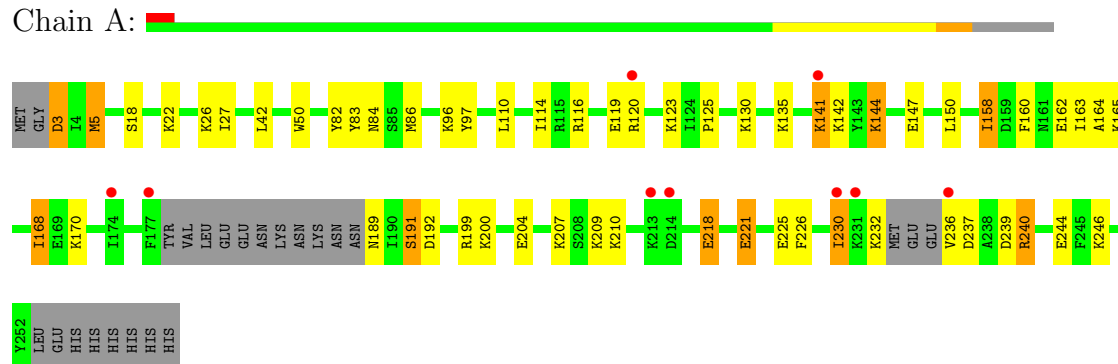 Chain A:
MET GLY D3 I4 M5 S18 K22 K26 I27 L42 W50 Y82 Y83 N84 S85 M86 K96 Y97 L110 I114 R115 R116 E119 R120 K123 I124 P125 K130 K135 K141 K142 Y143 K144 E147 L150 I158 D159 F160 N161 E162 I163 A164 K165
I168 E169 K170 I174 F177 TYR VAL LEU GLU GLU ASN LYS ASN LYS ASN ASN N189 I190 S191 D192 R199 K200 E204 K207 S208 K209 K210 K213 D214 E218 E221 E225 F226 I230 K231 K232 MET GLU GLU V236 D237 A238 D239 R240 E244 F245 K246
Y252 LEU GLU HIS HIS HIS HIS HIS HIS